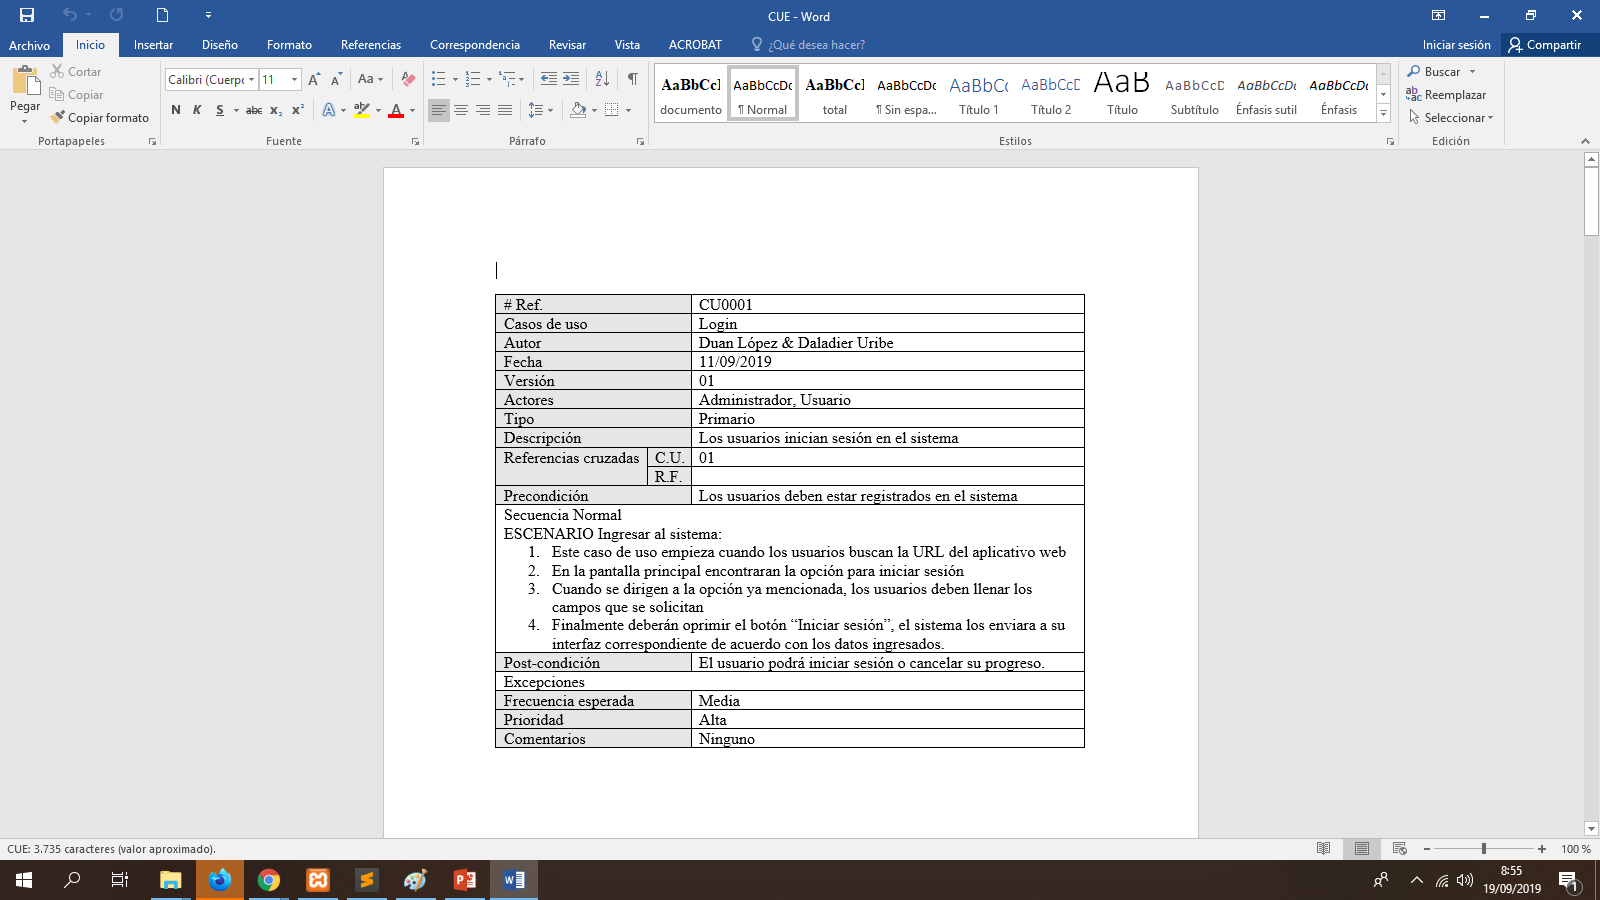 CUE - Word
Archivo Inicio Insertar Diseño Formato Referencias Correspondencia Revisar Vista ACROBAT ¿Qué desea hacer? Iniciar sesión Compartir
Pegar
Cortar
Copiar
Copiar formato
Portapapeles
Calibri (Cuerpo 11
Aa
N K S abc x₂ x² A ab A
Fuente
Párrafo
AaBbCcI AaBbCcDc AaBbCcI AaBbCcDc AaBbCc AaBbCcD AaB AaBbCcD AaBbCcDc AaBbCcDc
documento ¶ Normal total ¶ Sin espa... Título 1 Título 2 Título Subtítulo Énfasis sutil Énfasis
Estilos
Buscar
Reemplazar
Seleccionar
Edición
# Ref. CU0001
Casos de uso Login
Autor Duan López & Daladier Uribe
Fecha 11/09/2019
Versión 01
Actores Administrador, Usuario
Tipo Primario
Descripción Los usuarios inician sesión en el sistema
Referencias cruzadas C.U. 01
R.F.
Precondición Los usuarios deben estar registrados en el sistema
Secuencia Normal
ESCENARIO Ingresar al sistema:
1. Este caso de uso empieza cuando los usuarios buscan la URL del aplicativo web
2. En la pantalla principal encontraran la opción para iniciar sesión
3. Cuando se dirigen a la opción ya mencionada, los usuarios deben llenar los
campos que se solicitan
4. Finalmente deberán oprimir el botón “Iniciar sesión”, el sistema los enviara a su
interfaz correspondiente de acuerdo con los datos ingresados.
Post-condición El usuario podrá iniciar sesión o cancelar su progreso.
Excepciones
Frecuencia esperada Media
Prioridad Alta
Comentarios Ninguno
CUE: 3.735 caracteres (valor aproximado).
100 %
8:55
19/09/2019
1